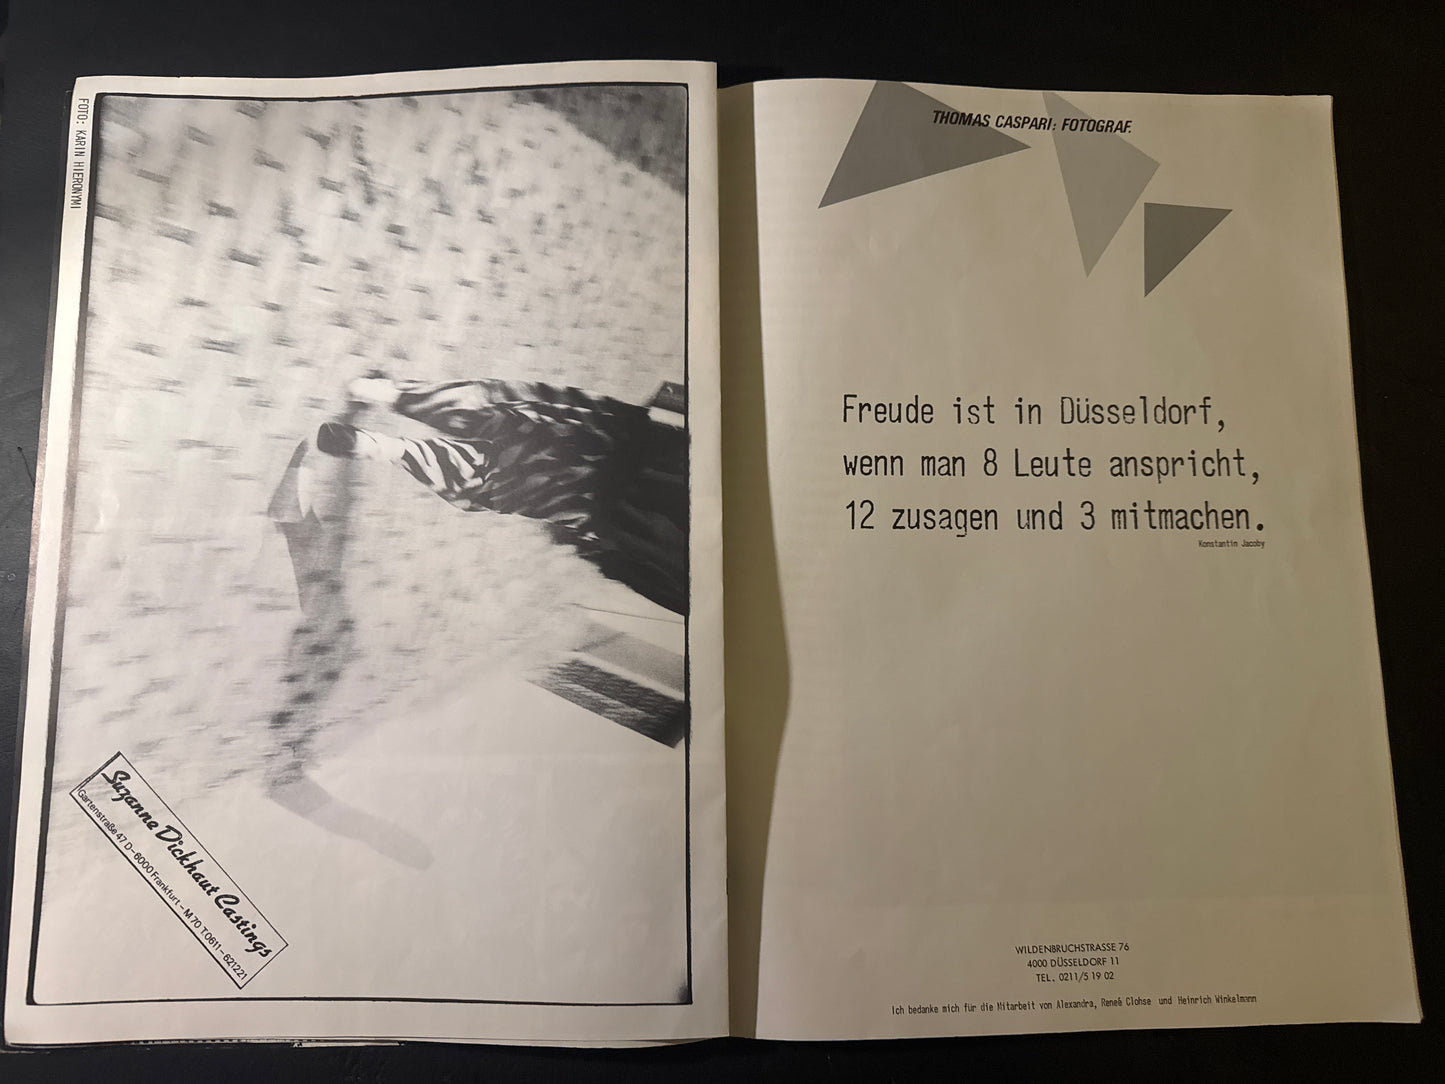 FOTO: KARIN HIERONYMI
Suzanne Dickhaut Castings
Gartenstraße 47 D-6000 Frankfurt - M 70 T.0611-621221
THOMAS CASPARI: FOTOGRAF.
Freude ist in Düsseldorf,
wenn man 8 Leute anspricht,
12 zusagen und 3 mitmachen.
Konstantin Jacoby
WILDENBRUCHSTRASSE 76
4000 DÜSSELDORF 11
TEL. 0211/5 19 02
Ich bedanke mich für die Mitarbeit von Alexandra, Reneé Clohse und Heinrich Winkelmann